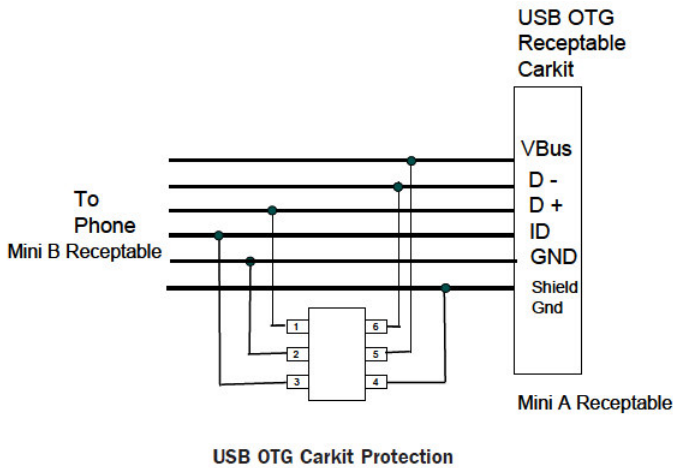 USB OTG
Receptable
Carkit
VBus
D -
D +
ID
GND
Shield
Gnd
To
Phone
Mini B Receptable
1
6
2
5
3
4
Mini A Receptable
USB OTG Carkit Protection